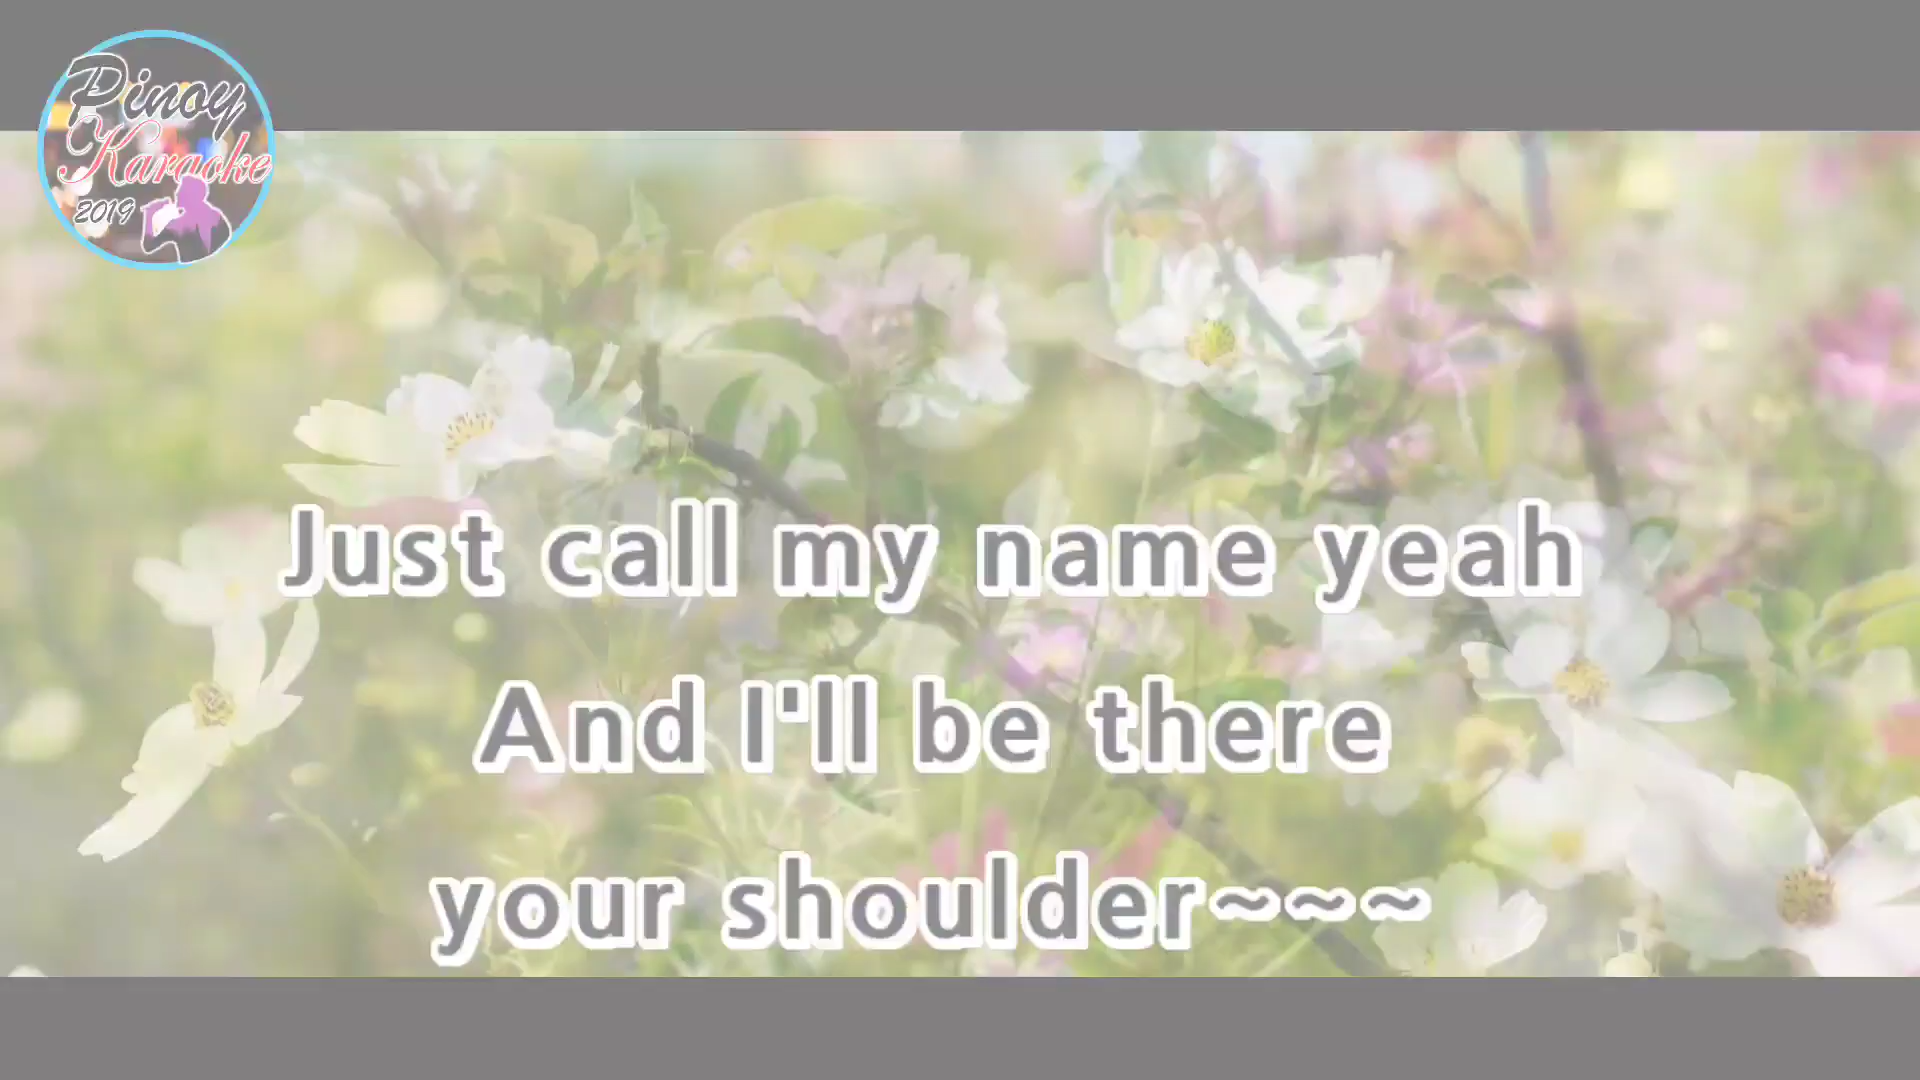 Pinoy
Karaoke
2019
Just call my name yeah
And I'll be there
your shoulder~~~